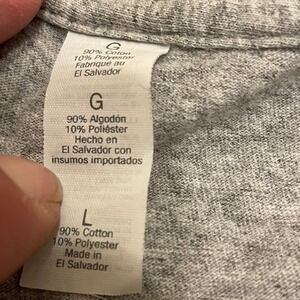 G
90% Coton
10% Polyester
Fabriqué au
El Salvador
G
90% Algodón
10% Poliéster
Hecho en
El Salvador con
insumos importados
L
90% Cotton
10% Polyester
Made in
El Salvador